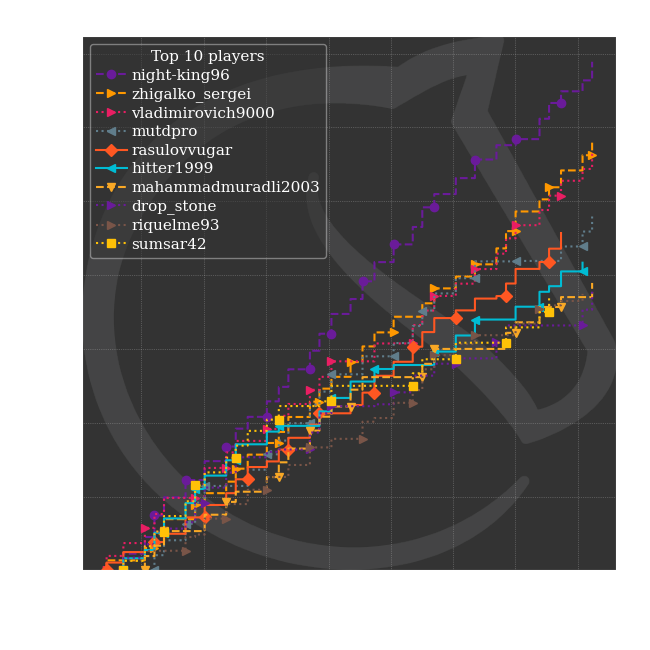 Top 10 players
night-king96
zhigalko_sergei
vladimirovich9000
mutdpro
rasulovvugar
hitter1999
mahammadmuradli2003
drop_stone
riquelme93
sumsar42